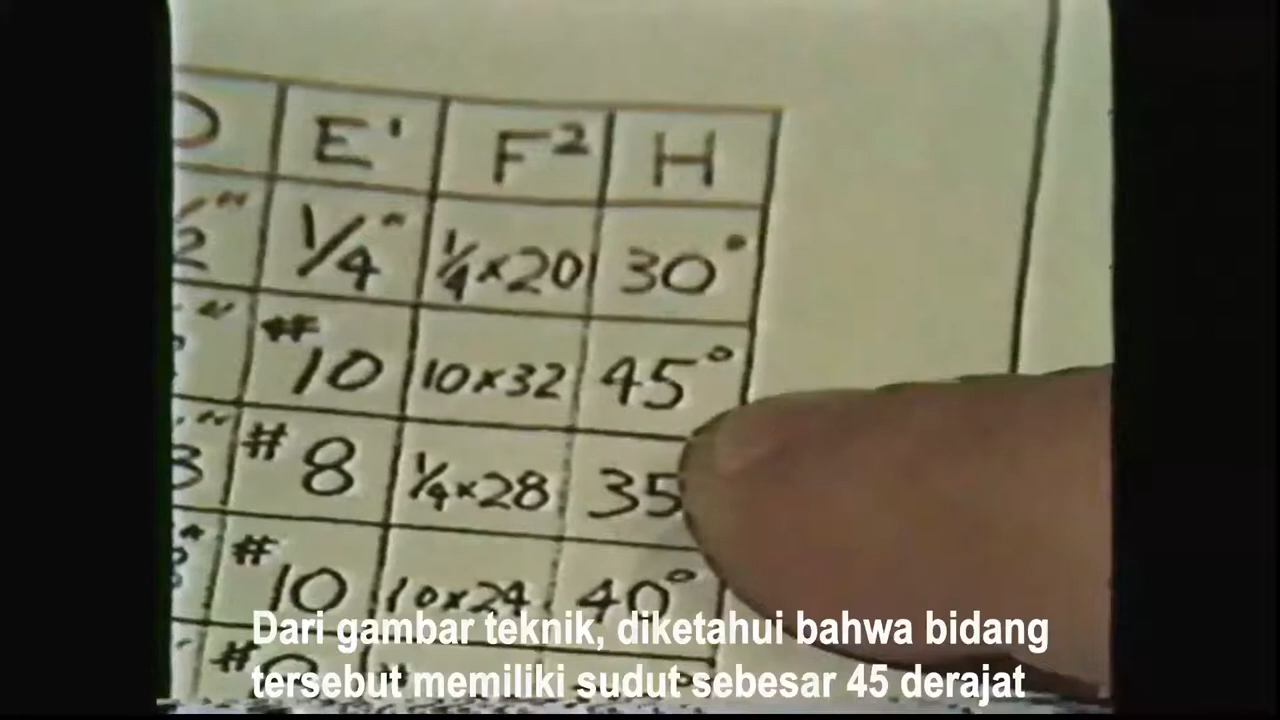 E' F² H
1/4" 1/4×20 30°
#10 10×32 45°
#8 1/4×28 35
#10 10×24 40°
Dari gambar teknik, diketahui bahwa bidang
tersebut memiliki sudut sebesar 45 derajat